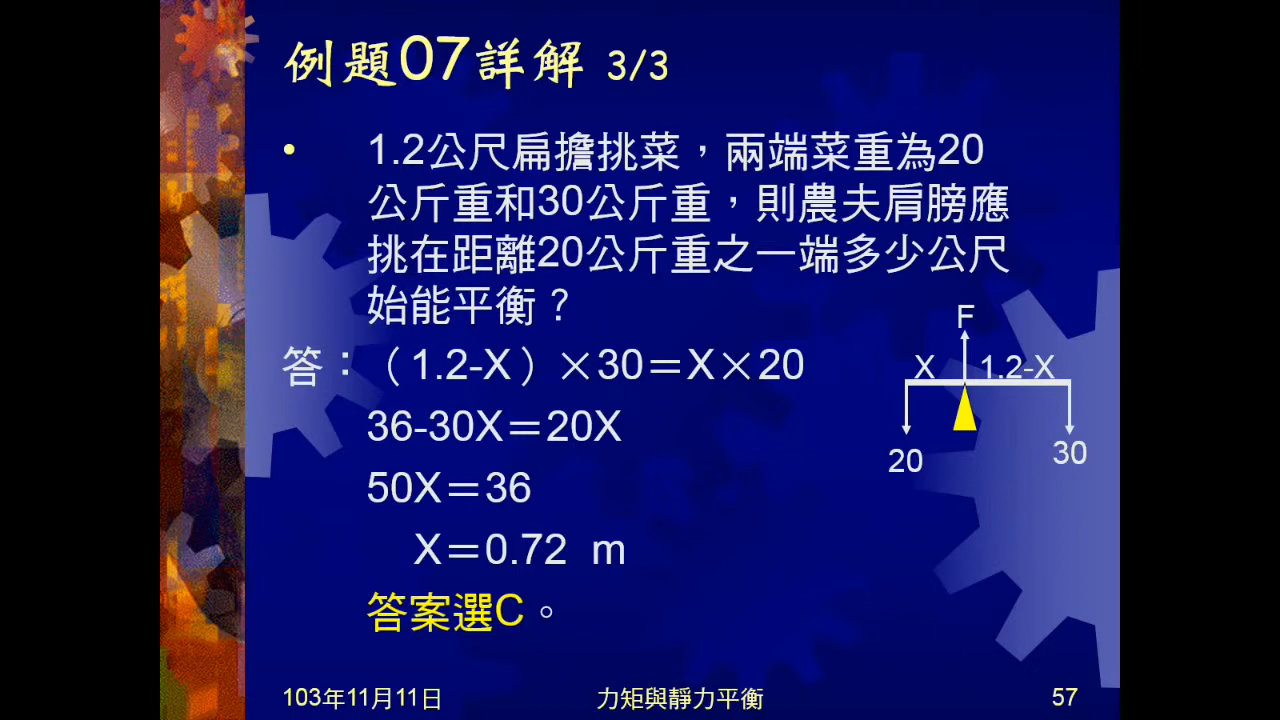 例題07詳解 3/3
• 1.2公尺扁擔挑菜，兩端菜重為20
公斤重和30公斤重，則農夫肩膀應
挑在距離20公斤重之一端多少公尺
始能平衡？
答：（1.2-X）×30＝X×20
36-30X＝20X
50X＝36
X＝0.72 m
答案選C。
F
X 1.2-X
20 30
103年11月11日 力矩與靜力平衡 57